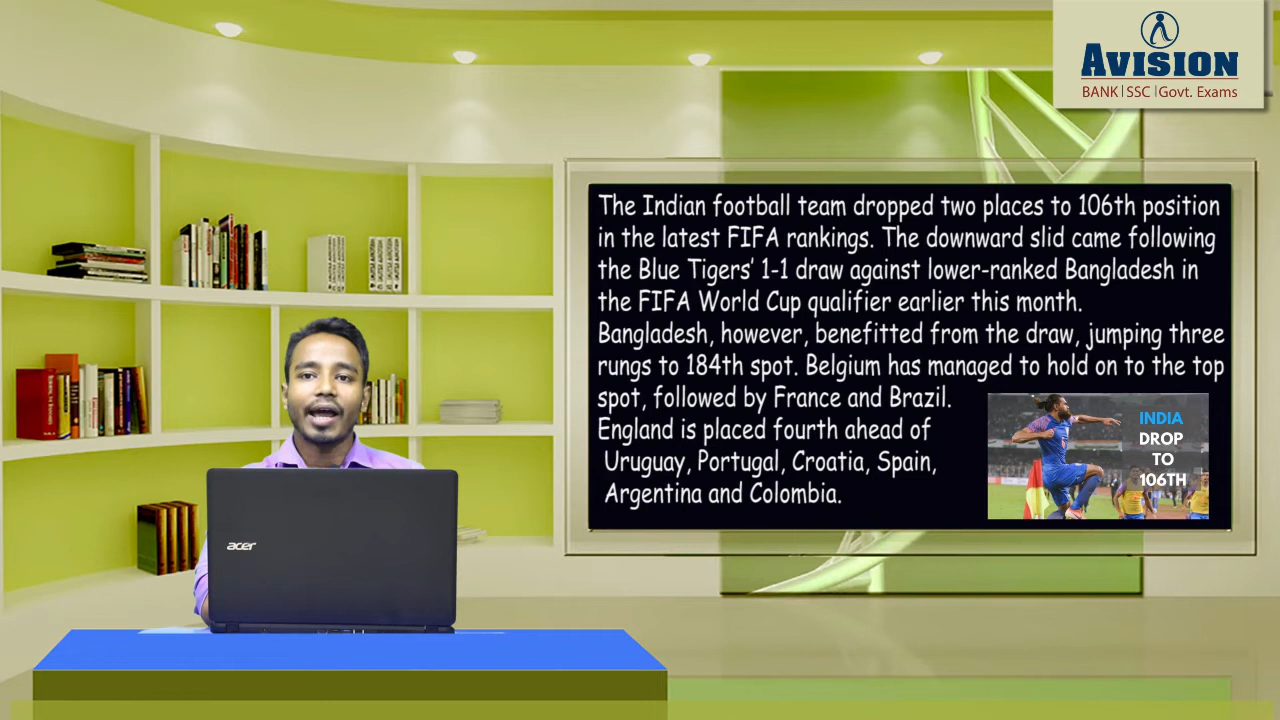 AVISION
BANK | SSC | Govt. Exams
The Indian football team dropped two places to 106th position
in the latest FIFA rankings. The downward slid came following
the Blue Tigers' 1-1 draw against lower-ranked Bangladesh in
the FIFA World Cup qualifier earlier this month.
Bangladesh, however, benefitted from the draw, jumping three
rungs to 184th spot. Belgium has managed to hold on to the top
spot, followed by France and Brazil.
England is placed fourth ahead of
Uruguay, Portugal, Croatia, Spain,
Argentina and Colombia.
INDIA
DROP
TO
106TH
acer